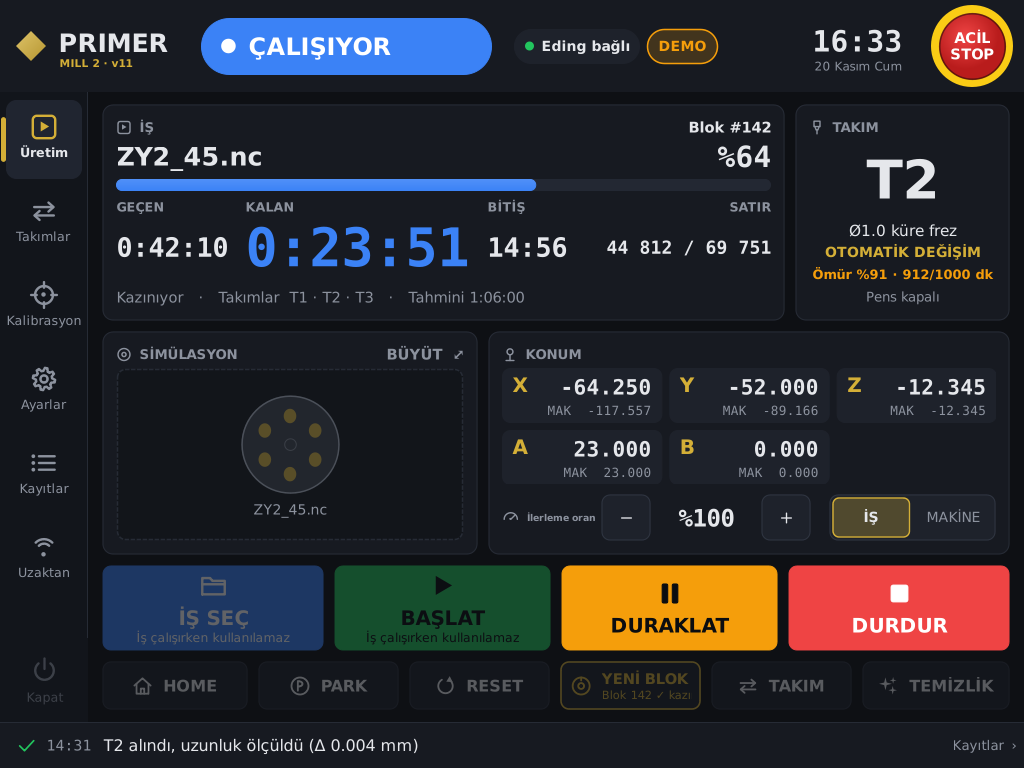 PRIMER
MILL 2 · v11
ÇALIŞIYOR
Eding bağlı
DEMO
16:33
20 Kasım Cum
ACİL
STOP
Üretim
Takımlar
Kalibrasyon
Ayarlar
Kayıtlar
Uzaktan
Kapat
İŞ
Blok #142
ZY2_45.nc
%64
GEÇEN
KALAN
BİTİŞ
SATIR
0:42:10
0:23:51
14:56
44 812 / 69 751
Kazınıyor · Takımlar T1 · T2 · T3 · Tahmini 1:06:00
TAKIM
T2
Ø1.0 küre frez
OTOMATİK DEĞİŞİM
Ömür %91 · 912/1000 dk
Pens kapalı
SİMÜLASYON
BÜYÜT ⤢
ZY2_45.nc
KONUM
X -64.250
MAK -117.557
Y -52.000
MAK -89.166
Z -12.345
MAK -12.345
A 23.000
MAK 23.000
B 0.000
MAK 0.000
İlerleme oran
−
%100
+
İŞ
MAKİNE
İŞ SEÇ
İş çalışırken kullanılamaz
BAŞLAT
İş çalışırken kullanılamaz
DURAKLAT
DURDUR
HOME
PARK
RESET
YENİ BLOK
Blok 142 ✓ kazı
TAKIM
TEMİZLİK
14:31 T2 alındı, uzunluk ölçüldü (Δ 0.004 mm)
Kayıtlar ›